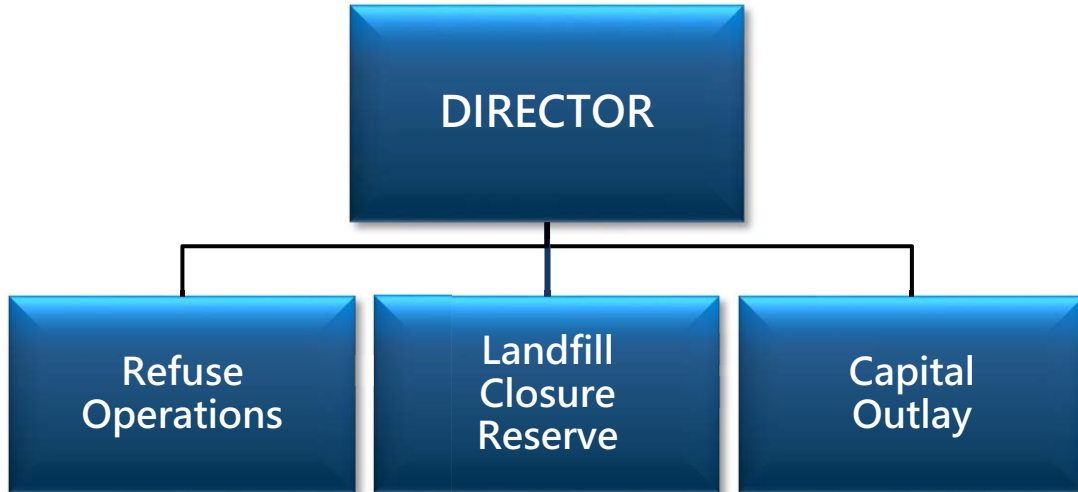 DIRECTOR
Refuse
Operations
Landfill
Closure
Reserve
Capital
Outlay